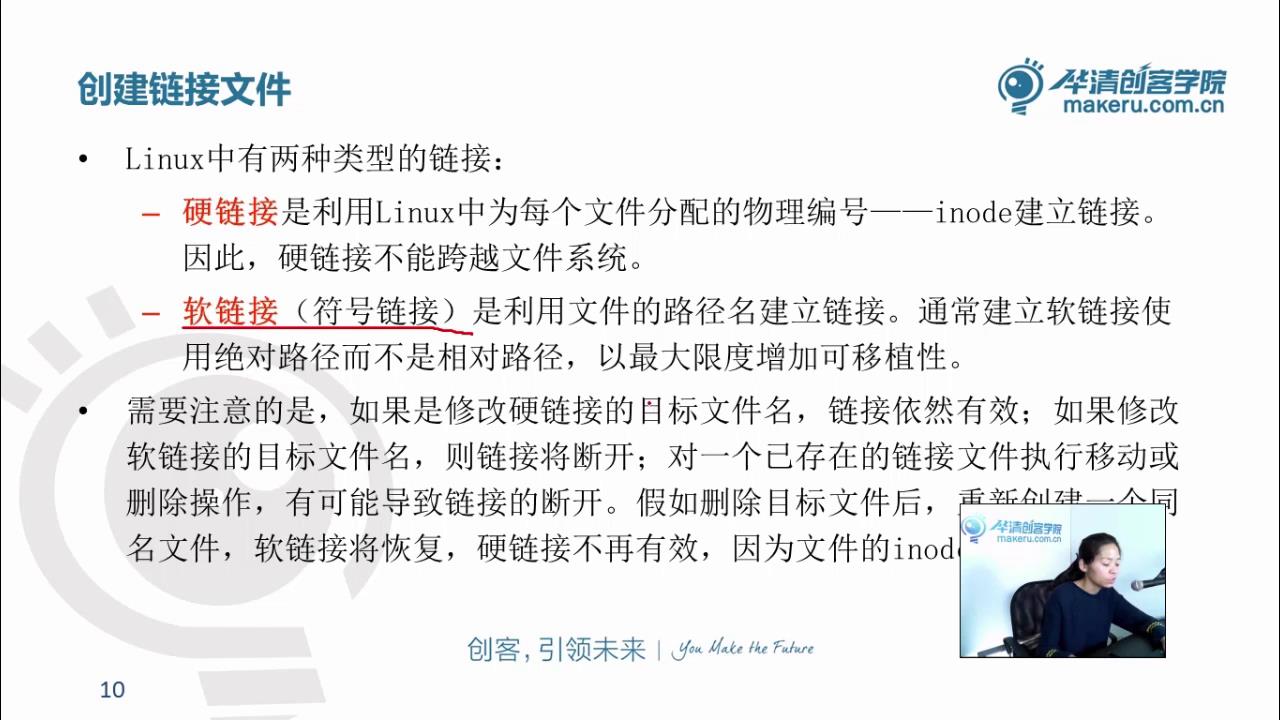 创建链接文件
华清创客学院
makeru.com.cn
• Linux中有两种类型的链接：
– 硬链接是利用Linux中为每个文件分配的物理编号——inode建立链接。
因此，硬链接不能跨越文件系统。
– 软链接（符号链接）是利用文件的路径名建立链接。通常建立软链接使
用绝对路径而不是相对路径，以最大限度增加可移植性。
• 需要注意的是，如果是修改硬链接的目标文件名，链接依然有效；如果修改
软链接的目标文件名，则链接将断开；对一个已存在的链接文件执行移动或
删除操作，有可能导致链接的断开。假如删除目标文件后，重新创建一个同
名文件，软链接将恢复，硬链接不再有效，因为文件的inode
华清创客学院
makeru.com.cn
创客，引领未来 | You Make the Future
10